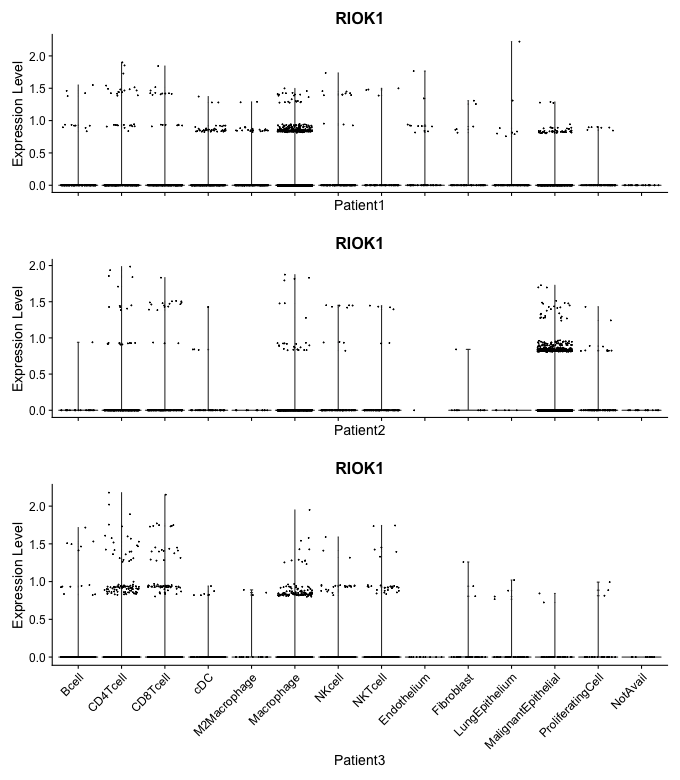 RIOK1
Expression Level
2.0
1.5
1.0
0.5
0.0
Patient1
RIOK1
Expression Level
2.0
1.5
1.0
0.5
0.0
Patient2
RIOK1
Expression Level
2.0
1.5
1.0
0.5
0.0
Bcell
CD4Tcell
CD8Tcell
cDC
M2Macrophage
Macrophage
NKcell
NKTcell
Endothelium
Fibroblast
LungEpithelium
MalignantEpithelial
ProliferatingCell
NotAvail
Patient3